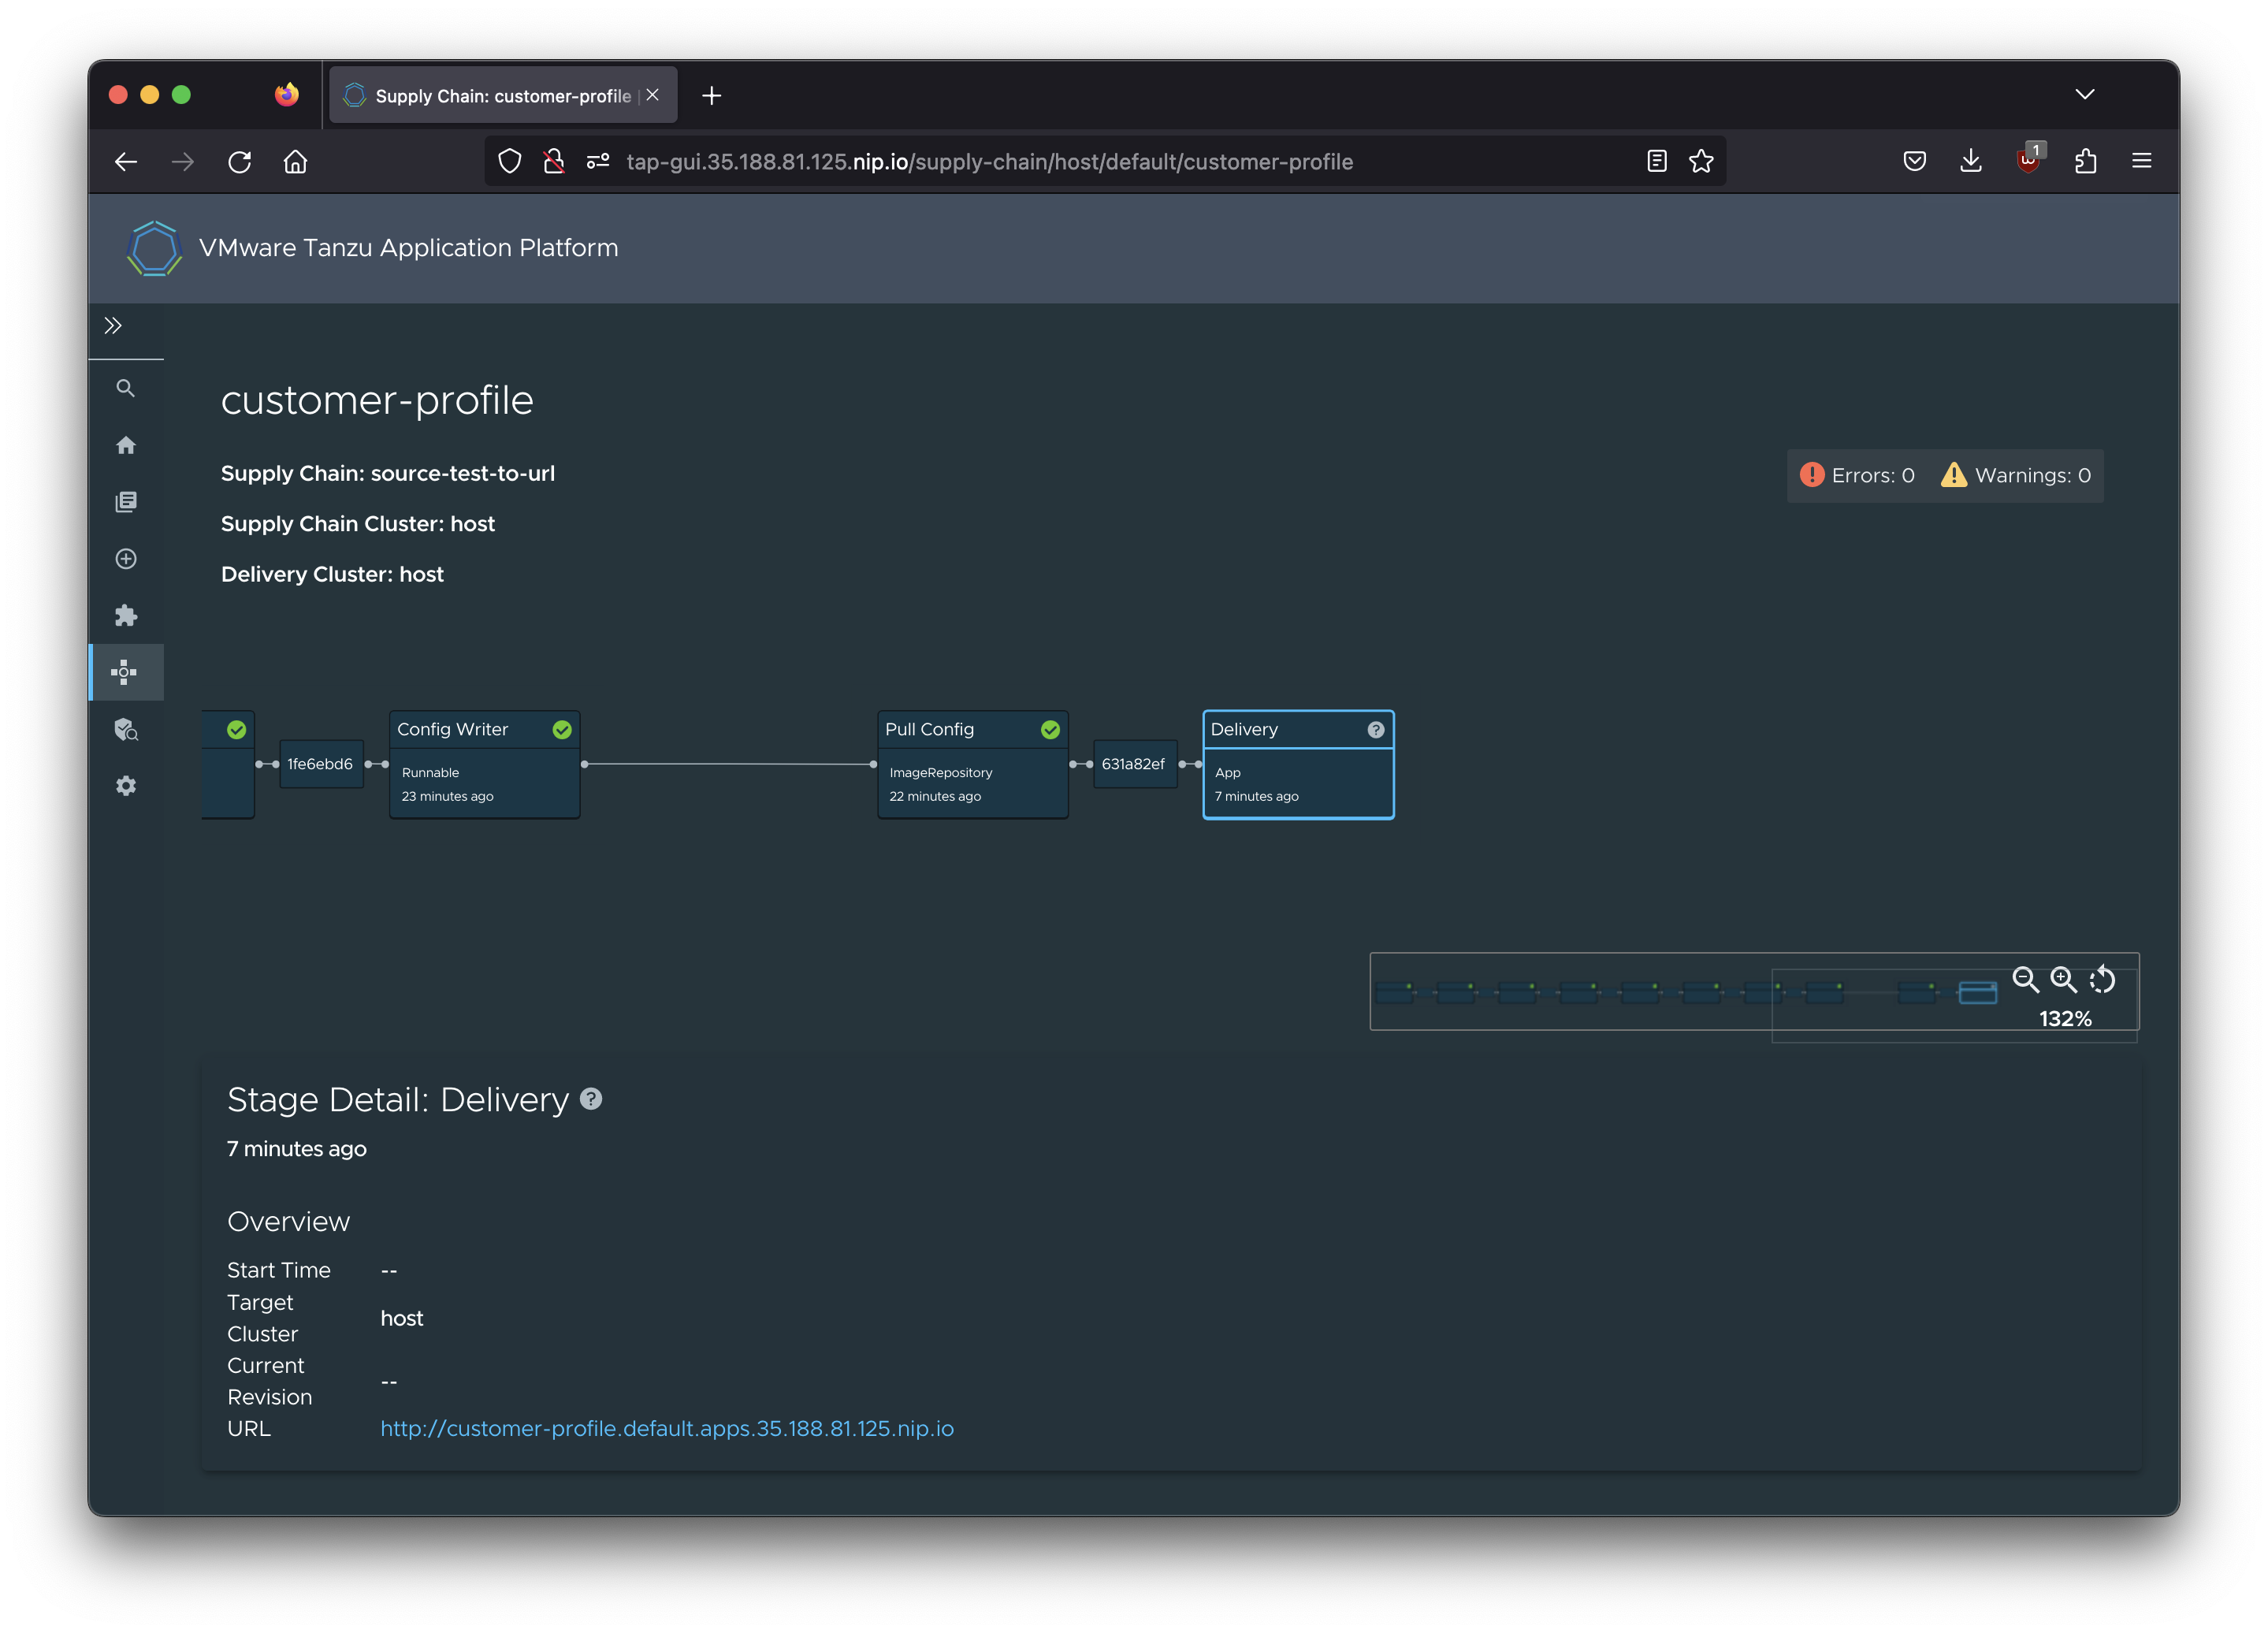 Supply Chain: customer-profile
1
tap-gui.35.188.81.125.nip.io/supply-chain/host/default/customer-profile
VMware Tanzu Application Platform
customer-profile
Supply Chain: source-test-to-url
Errors: 0 Warnings: 0
Supply Chain Cluster: host
Delivery Cluster: host
1fe6ebd6
Config Writer
Runnable
23 minutes ago
Pull Config
ImageRepository
22 minutes ago
631a82ef
Delivery
App
7 minutes ago
132%
Stage Detail: Delivery
7 minutes ago
Overview
Start Time --
Target Cluster host
Current Revision --
URL http://customer-profile.default.apps.35.188.81.125.nip.io